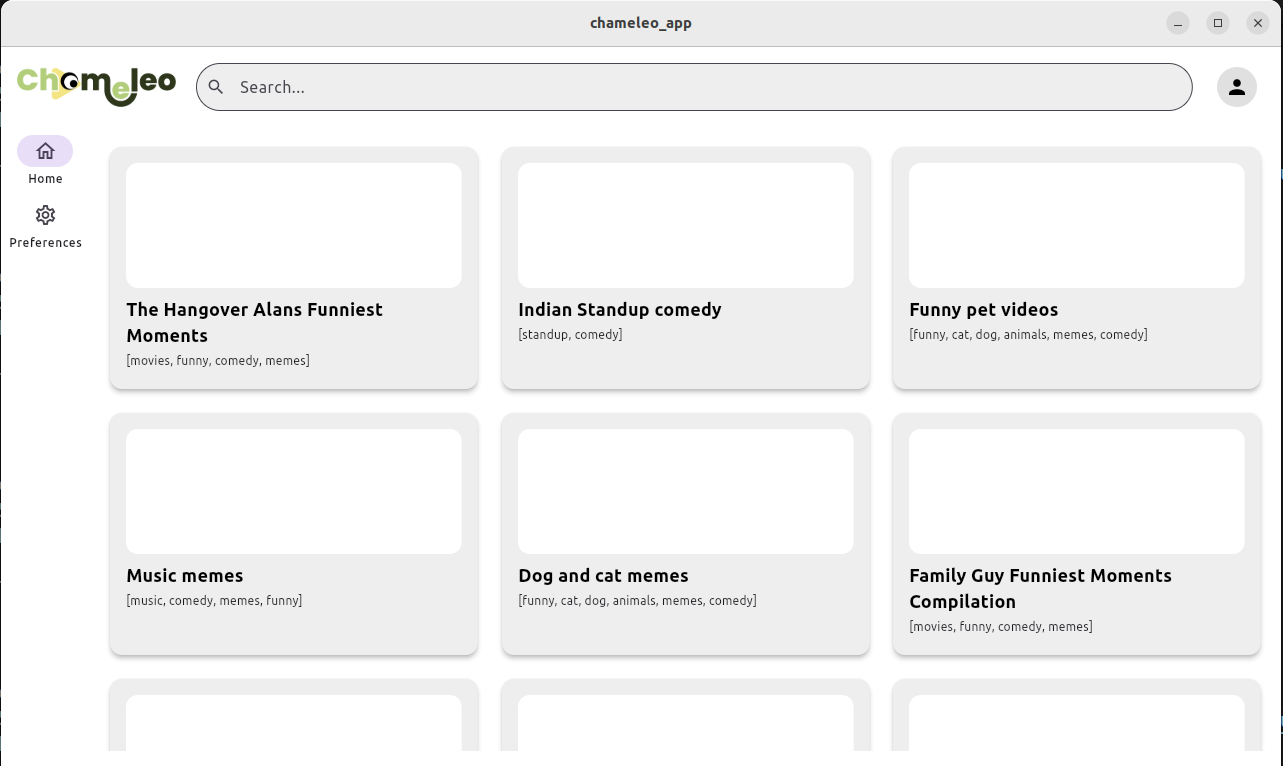 chameleo_app
Chameleo
Search...
Home
Preferences
The Hangover Alans Funniest
Moments
[movies, funny, comedy, memes]
Indian Standup comedy
[standup, comedy]
Funny pet videos
[funny, cat, dog, animals, memes, comedy]
Music memes
[music, comedy, memes, funny]
Dog and cat memes
[funny, cat, dog, animals, memes, comedy]
Family Guy Funniest Moments
Compilation
[movies, funny, comedy, memes]